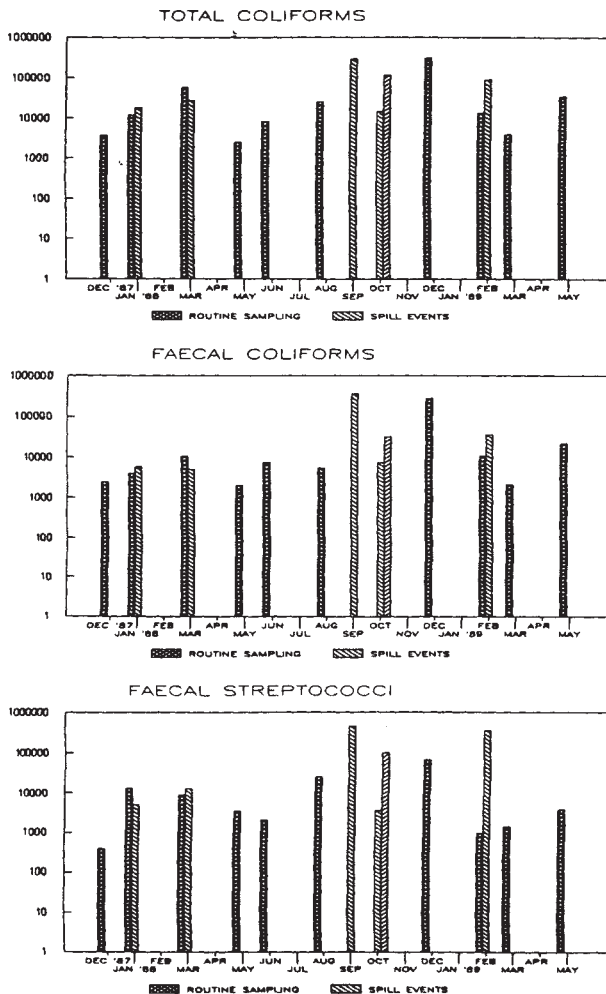 TOTAL COLIFORMS
1000000
100000
10000
1000
100
10
1
DEC '87 FEB APR JUN AUG OCT DEC FEB APR
JAN '88 MAR MAY JUL SEP NOV JAN '89 MAR MAY
ROUTINE SAMPLING SPILL EVENTS
FAECAL COLIFORMS
1000000
100000
10000
1000
100
10
1
DEC '87 FEB APR JUN AUG OCT DEC FEB APR
JAN '88 MAR MAY JUL SEP NOV JAN '89 MAR MAY
ROUTINE SAMPLING SPILL EVENTS
FAECAL STREPTOCOCCI
1000000
100000
10000
1000
100
10
1
DEC '87 FEB APR JUN AUG OCT DEC FEB APR
JAN '88 MAR MAY JUL SEP NOV JAN '89 MAR MAY
ROUTINE SAMPLING SPILL EVENTS